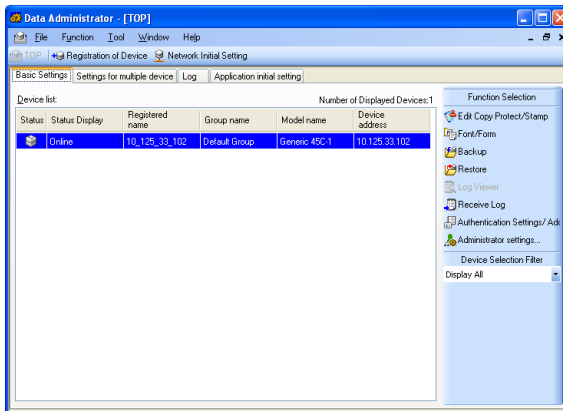 Data Administrator - [TOP]
File Function Tool Window Help
TOP Registration of Device Network Initial Setting
Basic Settings Settings for multiple device Log Application initial setting
Device list: Number of Displayed Devices:1
Status Status Display Registered name Group name Model name Device address
Online 10_125_33_102 Default Group Generic 45C-1 10.125.33.102
Function Selection
Edit Copy Protect/Stamp
Font/Form
Backup
Restore
Log Viewer
Receive Log
Authentication Settings/ Ad
Administrator settings...
Device Selection Filter
Display All